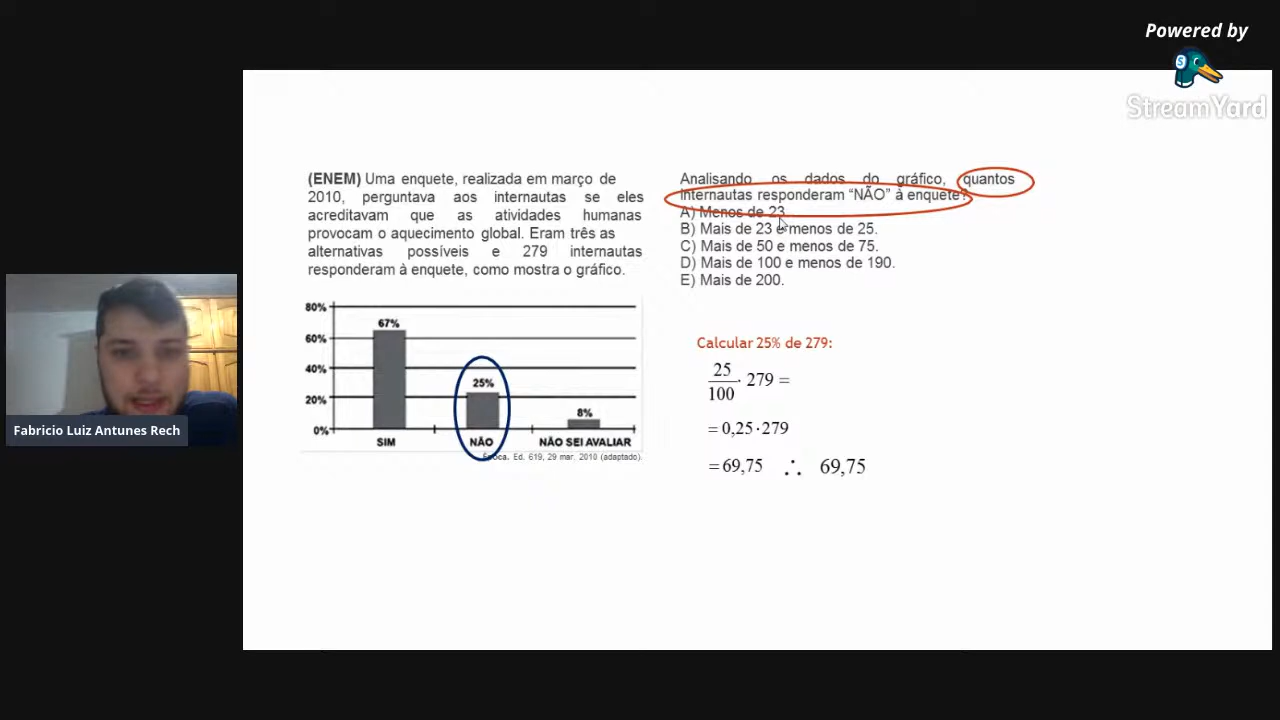 Powered by
StreamYard
(ENEM) Uma enquete, realizada em março de
2010, perguntava aos internautas se eles
acreditavam que as atividades humanas
provocam o aquecimento global. Eram três as
alternativas possíveis e 279 internautas
responderam à enquete, como mostra o gráfico.
80%
60%
40%
20%
0%
67%
25%
8%
SIM
NÃO
NÃO SEI AVALIAR
Época. Ed. 619, 29 mar. 2010 (adaptado).
Analisando os dados do gráfico, quantos
internautas responderam “NÃO” à enquete?
A) Menos de 23.
B) Mais de 23 e menos de 25.
C) Mais de 50 e menos de 75.
D) Mais de 100 e menos de 190.
E) Mais de 200.
Calcular 25% de 279:
25/100 · 279 =
= 0,25·279
= 69,75 ∴ 69,75
Fabricio Luiz Antunes Rech